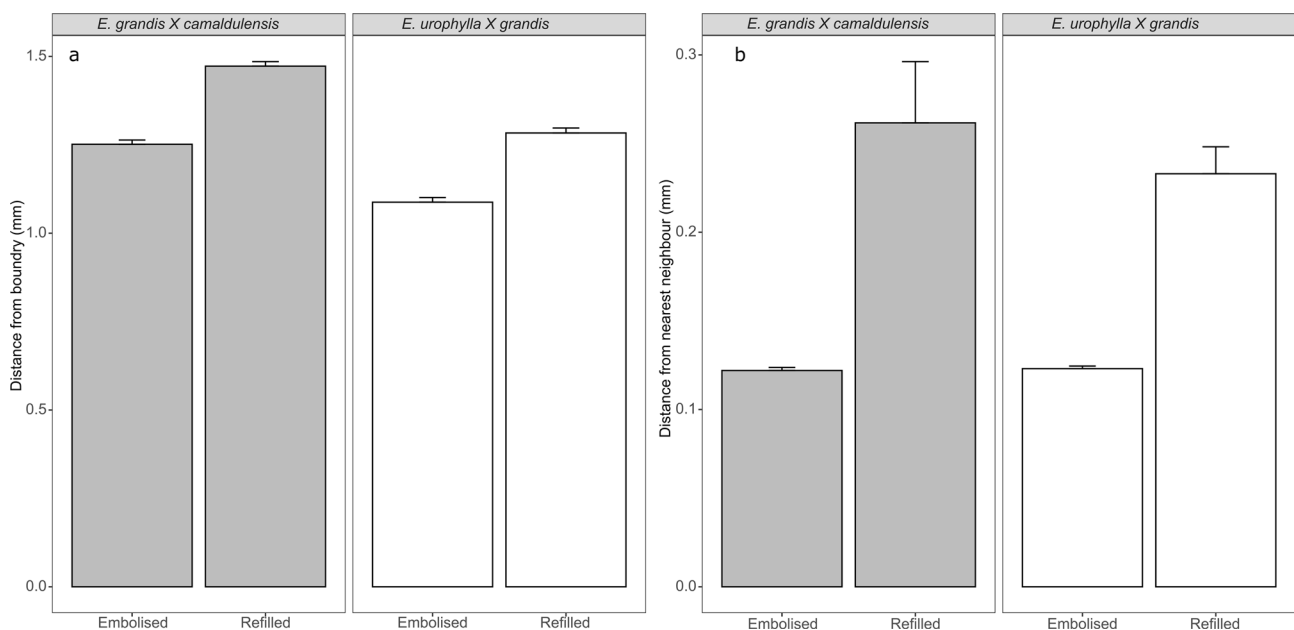 E. grandis X camaldulensis
E. urophylla X grandis
a
Distance from boundry (mm)
1.5
1.0
0.5
0.0
Embolised
Refilled
Embolised
Refilled
E. grandis X camaldulensis
E. urophylla X grandis
b
Distance from nearest neighbour (mm)
0.3
0.2
0.1
0.0
Embolised
Refilled
Embolised
Refilled